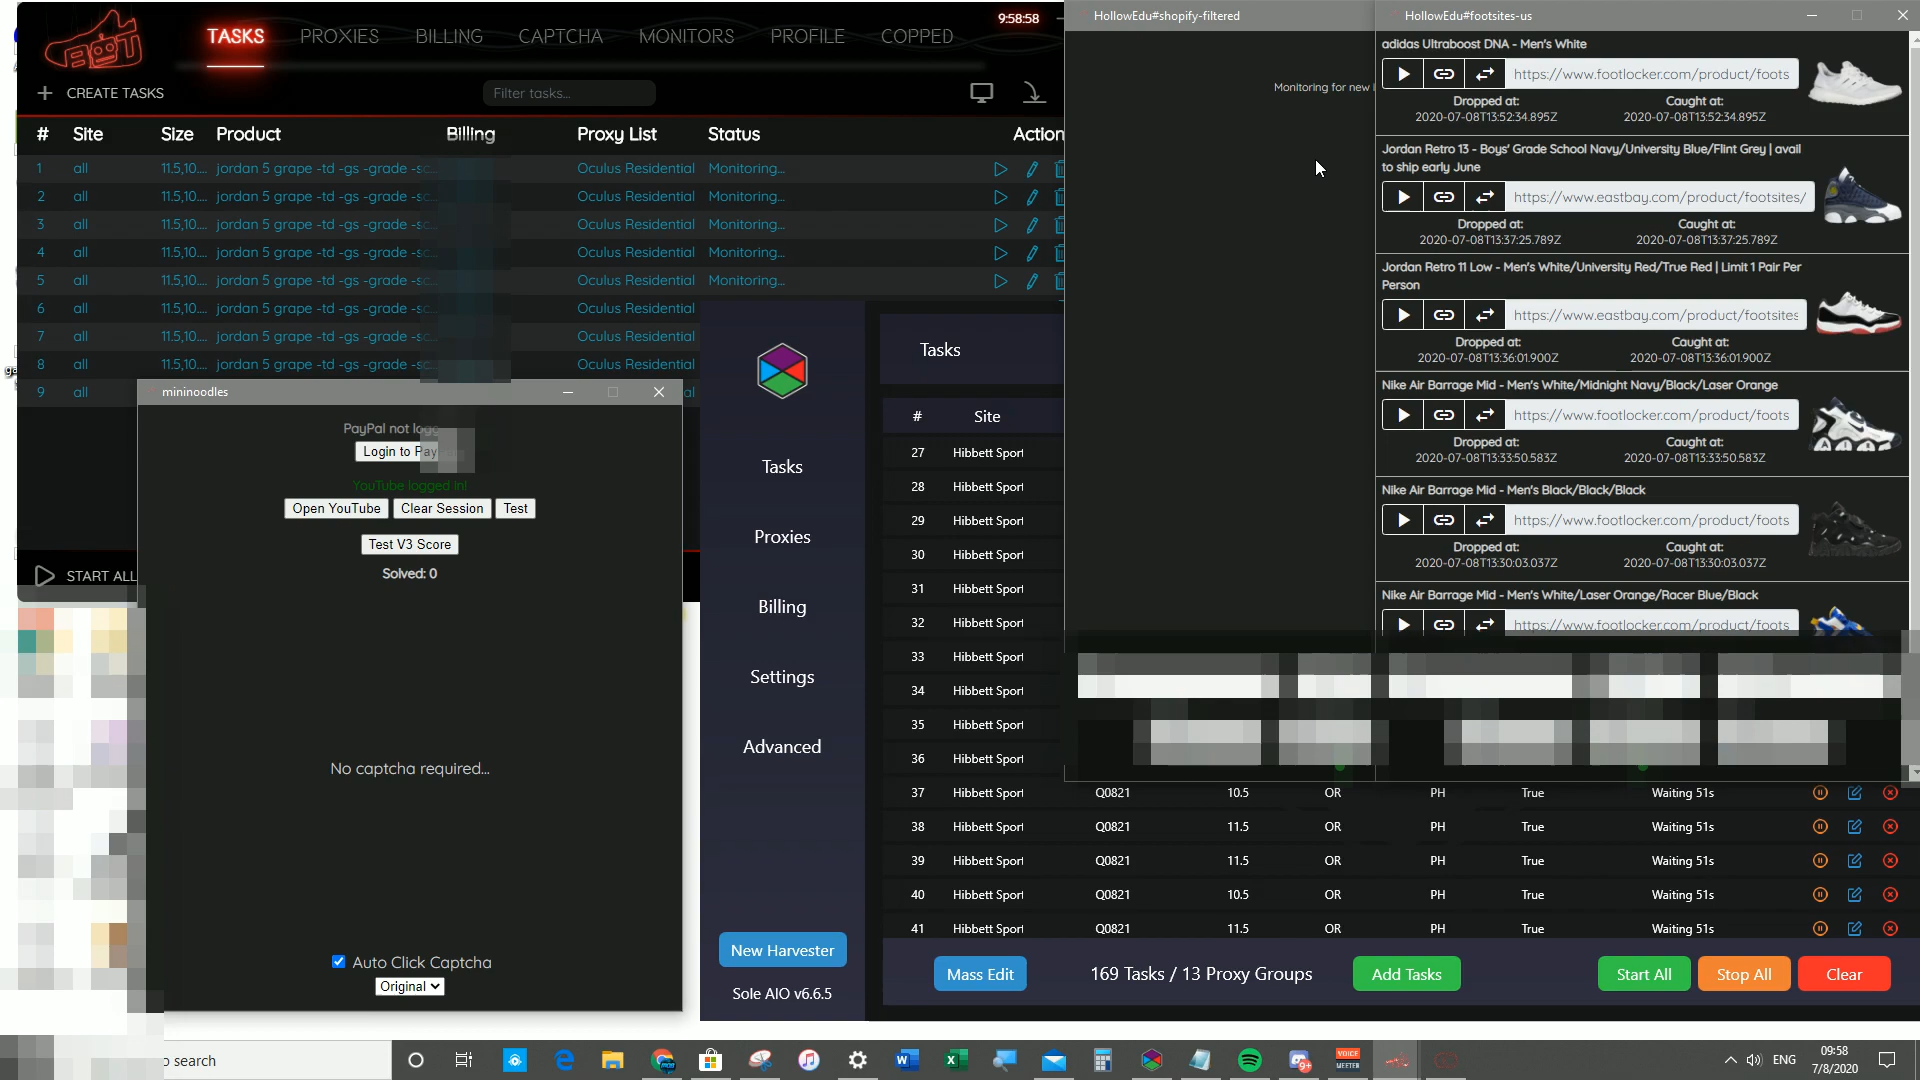 TASKS PROXIES BILLING CAPTCHA MONITORS PROFILE COPPED 9:58:58
CREATE TASKS Filter tasks...
# Site Size Product Billing Proxy List Status Action
1 all 11.5,10.... jordan 5 grape -td -gs -grade -sc... Oculus Residential Monitoring...
2 all 11.5,10.... jordan 5 grape -td -gs -grade -sc... Oculus Residential Monitoring...
3 all 11.5,10.... jordan 5 grape -td -gs -grade -sc... Oculus Residential Monitoring...
4 all 11.5,10.... jordan 5 grape -td -gs -grade -sc... Oculus Residential Monitoring...
5 all 11.5,10.... jordan 5 grape -td -gs -grade -sc... Oculus Residential Monitoring...
6 all 11.5,10.... jordan 5 grape -td -gs -grade -sc... Oculus Residential
7 all 11.5,10.... jordan 5 grape -td -gs -grade -sc... Oculus Residential
8 all 11.5,10.... jordan 5 grape -td -gs -grade -sc... Oculus Residential
9 all
START ALL
mininoodles
PayPal not
Login to
YouTube logged in!
Open YouTube Clear Session Test
Test V3 Score
Solved: 0
No captcha required...
Auto Click Captcha
Original
Tasks
Proxies
Billing
Settings
Advanced
New Harvester
Sole AIO v6.6.5
Tasks
# Site
27 Hibbett Sport
28 Hibbett Sport
29 Hibbett Sport
30 Hibbett Sport
31 Hibbett Sport
32 Hibbett Sport
33 Hibbett Sport
34 Hibbett Sport
35 Hibbett Sport
36 Hibbett Sport
37 Hibbett Sport Q0821 10.5 OR PH True Waiting 51s
38 Hibbett Sport Q0821 11.5 OR PH True Waiting 51s
39 Hibbett Sport Q0821 11.5 OR PH True Waiting 51s
40 Hibbett Sport Q0821 10.5 OR PH True Waiting 51s
41 Hibbett Sport Q0821 11.5 OR PH True Waiting 51s
Mass Edit 169 Tasks / 13 Proxy Groups Add Tasks Start All Stop All Clear
HollowEdu#shopify-filtered
Monitoring for new
HollowEdu#footsites-us
adidas Ultraboost DNA - Men's White
https://www.footlocker.com/product/foots
Dropped at: Caught at:
2020-07-08T13:52:34.895Z 2020-07-08T13:52:34.895Z
Jordan Retro 13 - Boys' Grade School Navy/University Blue/Flint Grey | avail
to ship early June
https://www.eastbay.com/product/footsites/
Dropped at: Caught at:
2020-07-08T13:37:25.789Z 2020-07-08T13:37:25.789Z
Jordan Retro 11 Low - Men's White/University Red/True Red | Limit 1 Pair Per
Person
https://www.eastbay.com/product/footsites
Dropped at: Caught at:
2020-07-08T13:36:01.900Z 2020-07-08T13:36:01.900Z
Nike Air Barrage Mid - Men's White/Midnight Navy/Black/Laser Orange
https://www.footlocker.com/product/foots
Dropped at: Caught at:
2020-07-08T13:33:50.583Z 2020-07-08T13:33:50.583Z
Nike Air Barrage Mid - Men's Black/Black/Black
https://www.footlocker.com/product/foots
Dropped at: Caught at:
2020-07-08T13:30:03.037Z 2020-07-08T13:30:03.037Z
Nike Air Barrage Mid - Men's White/Laser Orange/Racer Blue/Black
https://www.footlocker.com/product/foots
search
VOICE
MEETER
ENG
09:58
7/8/2020